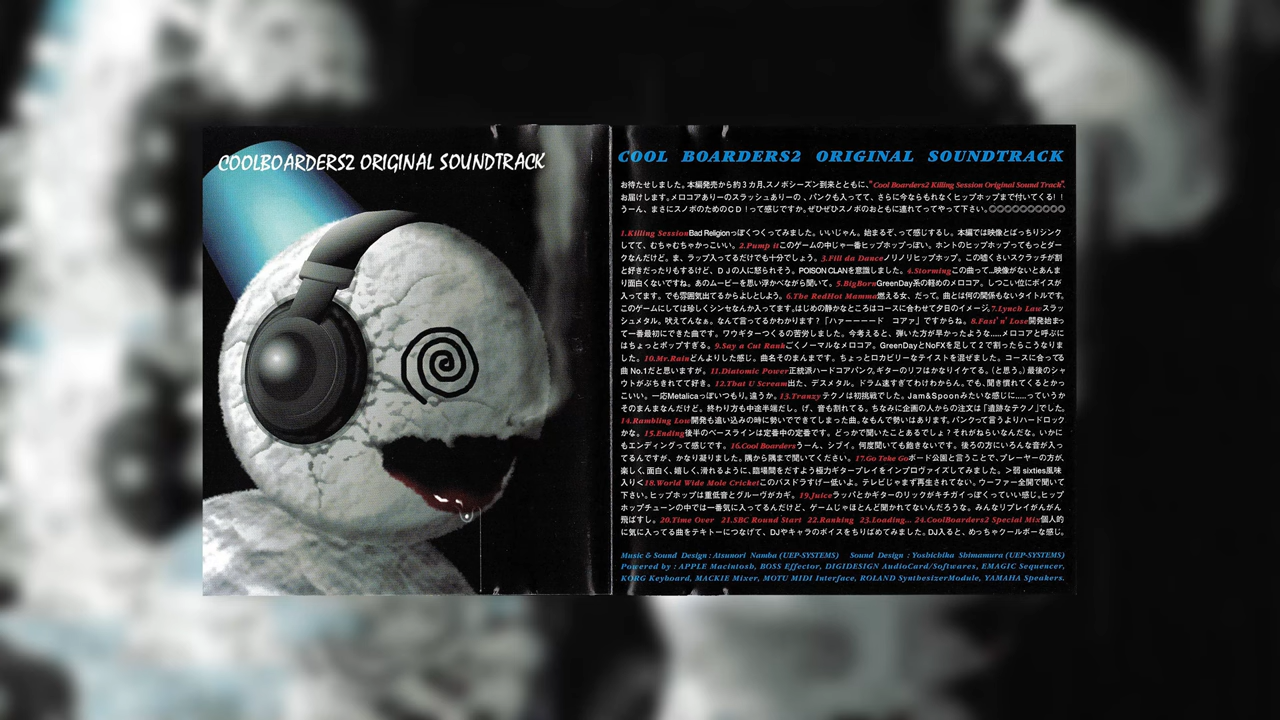 COOLBOARDERS2 ORIGINAL SOUNDTRACK
COOL BOARDERS2 ORIGINAL SOUNDTRACK
お待たせしました。本編発売から約3カ月、スノボシーズン到来とともに、"Cool Boarders2 Killing Session Original Sound Track"、
お届けします。メロコアありーのスラッシュありーの、パンクも入ってて、さらに今ならもれなくヒップホップまで付いてくる!!
うーん、まさにスノボのためのCD!って感じですか。ぜひぜひスノボのおともに連れてってやって下さい。◎◎◎◎◎◎◎◎◎◎
1.Killing SessionBad Religionっぽくつくってみました。いいじゃん。始まるぞ、って感じするし。本編では映像とばっちりシンク
してて、むちゃむちゃかっこいい。2.Pump itこのゲームの中じゃ一番ヒップホップっぽい。ホントのヒップホップってもっとダー
クなんだけど。ま、ラップ入ってるだけでも十分でしょう。3.Fill da Danceノリノリヒップホップ。この嘘くさいスクラッチが割
と好きだったりもするけど、DJの人に怒られそう。POISON CLANを意識しました。4.Stormingこの曲って...映像がないとあんま
り面白くないですね。あのムービーを思い浮かべながら聞いて。5.BigBornGreenDay系の軽めのメロコア。しつこい位にボイスが
入ってます。でも雰囲気出てるからよしとしよう。6.The RedHot Mamma燃える女、だって。曲とは何の関係もないタイトルです。
このゲームにしては珍しくシンセなんか入ってます。はじめの静かなところはコースに合わせて夕日のイメージ。7.Lynch Lawスラッ
シュメタル。吠えてんなぁ。なんて言ってるかわかります?「ハァーーーード コアァ」ですからね。8.Fast'n'Lose開発始まっ
て一番最初にできた曲です。ワウギターつくるの苦労しました。今考えると、弾いた方が早かったような.....メロコアと呼ぶに
はちょっとポップすぎる。9.Say a Cut Rankごくノーマルなメロコア。GreenDayとNoFXを足して2で割ったらこうなりま
した。10.Mr.Rainどんよりした感じ。曲名そのまんまです。ちょっとロカビリーなテイストを混ぜました。コースに合ってる
曲 No.1だと思いますが。11.Diatomic Power正統派ハードコアパンク。ギターのリフはかなりイケてる。(と思う。)最後のシャ
ウトがぶちきれてて好き。12.That U Scream出た、デスメタル。ドラム速すぎてわけわからん。でも、聞き慣れてくるとかっ
こいい。一応Metalicaっぽいつもり。違うか。13.Tranzyテクノは初挑戦でした。Jam&Spoonみたいな感じに.....っていうか
そのまんまなんだけど。終わり方も中途半端だし。げ、音も割れてる。ちなみに企画の人からの注文は「遺跡なテクノ」でした。
14.Rambling Low開発も追い込みの時に勢いでできてしまった曲。なもんで勢いはあります。パンクって言うよりハードロック
かな。15.Ending後半のベースラインは定番中の定番です。どっかで聞いたことあるでしょ?それがねらいなんだな。いかに
もエンディングって感じです。16.Cool Boardersうーん、シブイ。何度聞いても飽きないです。後ろの方にいろんな音が入っ
てるんですが、かなり凝りました。隅から隅まで聞いてください。17.Go Teke Goボード公園と言うことで、プレーヤーの方が、
楽しく、面白く、嬉しく、滑れるように、臨場間をだすよう極力ギタープレイをインプロヴァイズしてみました。>弱 sixties風味
入り<18.World Wide Mole Cricketこのバスドラすげー低いよ。テレビじゃまず再生されてない。ウーファー全開で聞いて
下さい。ヒップホップは重低音とグルーヴがカギ。19.Juiceラッパとかギターのリックがキチガイっぽくっていい感じ。ヒップ
ホップチューンの中では一番気に入ってるんだけど、ゲームじゃほとんど聞かれてないんだろうな。みんなリプレイがんがん
飛ばすし。20.Time Over 21.SBC Round Start 22.Ranking 23.Loading... 24.CoolBoarders2 Special Mix個人的
に気に入ってる曲をテキトーにつなげて、DJやキャラのボイスをちりばめてみました。DJ入ると、めっちゃクールボーな感じ。
Music & Sound Design : Atsunori Namba (UEP-SYSTEMS) Sound Design : Yoshichika Shimamura (UEP-SYSTEMS)
Powered by : APPLE Macintosh, BOSS Effector, DIGIDESIGN AudioCard/Softwares, EMAGIC Sequencer,
KORG Keyboard, MACKIE Mixer, MOTU MIDI Interface, ROLAND SynthesizerModule, YAMAHA Speakers.